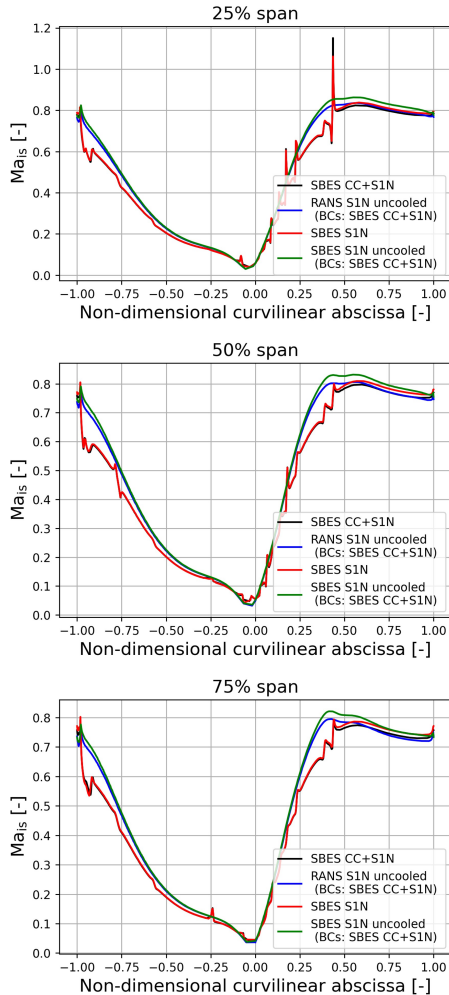 25% span
1.2
1.0
0.8
0.6
0.4
0.2
0.0
Ma_is [-]
SBES CC+S1N
RANS S1N uncooled
(BCs: SBES CC+S1N)
SBES S1N
SBES S1N uncooled
(BCs: SBES CC+S1N)
−1.00 −0.75 −0.50 −0.25 0.00 0.25 0.50 0.75 1.00
Non-dimensional curvilinear abscissa [-]
50% span
0.8
0.7
0.6
0.5
0.4
0.3
0.2
0.1
0.0
Ma_is [-]
SBES CC+S1N
RANS S1N uncooled
(BCs: SBES CC+S1N)
SBES S1N
SBES S1N uncooled
(BCs: SBES CC+S1N)
−1.00 −0.75 −0.50 −0.25 0.00 0.25 0.50 0.75 1.00
Non-dimensional curvilinear abscissa [-]
75% span
0.8
0.7
0.6
0.5
0.4
0.3
0.2
0.1
0.0
Ma_is [-]
SBES CC+S1N
RANS S1N uncooled
(BCs: SBES CC+S1N)
SBES S1N
SBES S1N uncooled
(BCs: SBES CC+S1N)
−1.00 −0.75 −0.50 −0.25 0.00 0.25 0.50 0.75 1.00
Non-dimensional curvilinear abscissa [-]